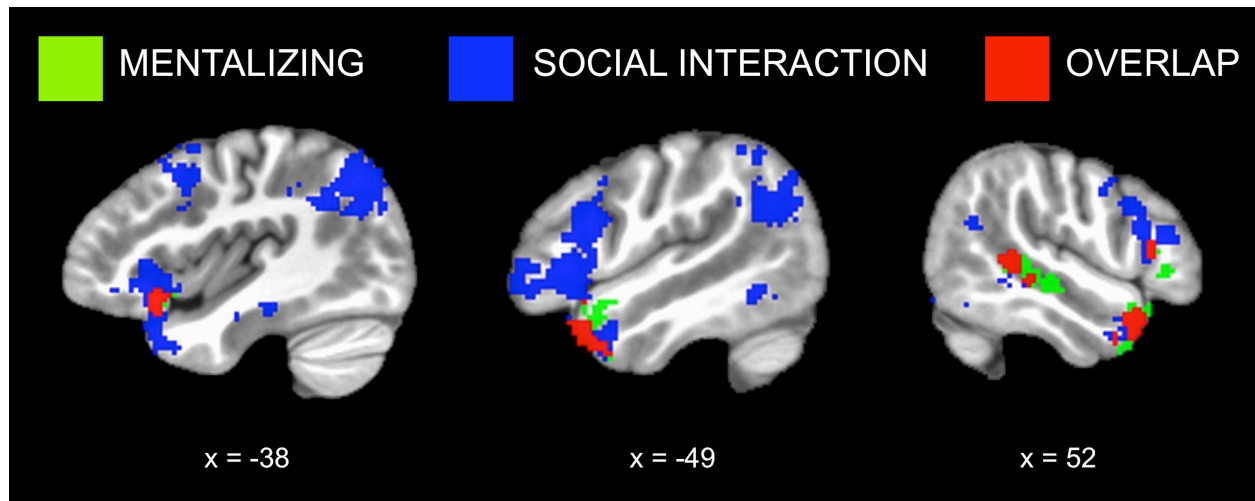 MENTALIZING SOCIAL INTERACTION OVERLAP
x = -38 x = -49 x = 52